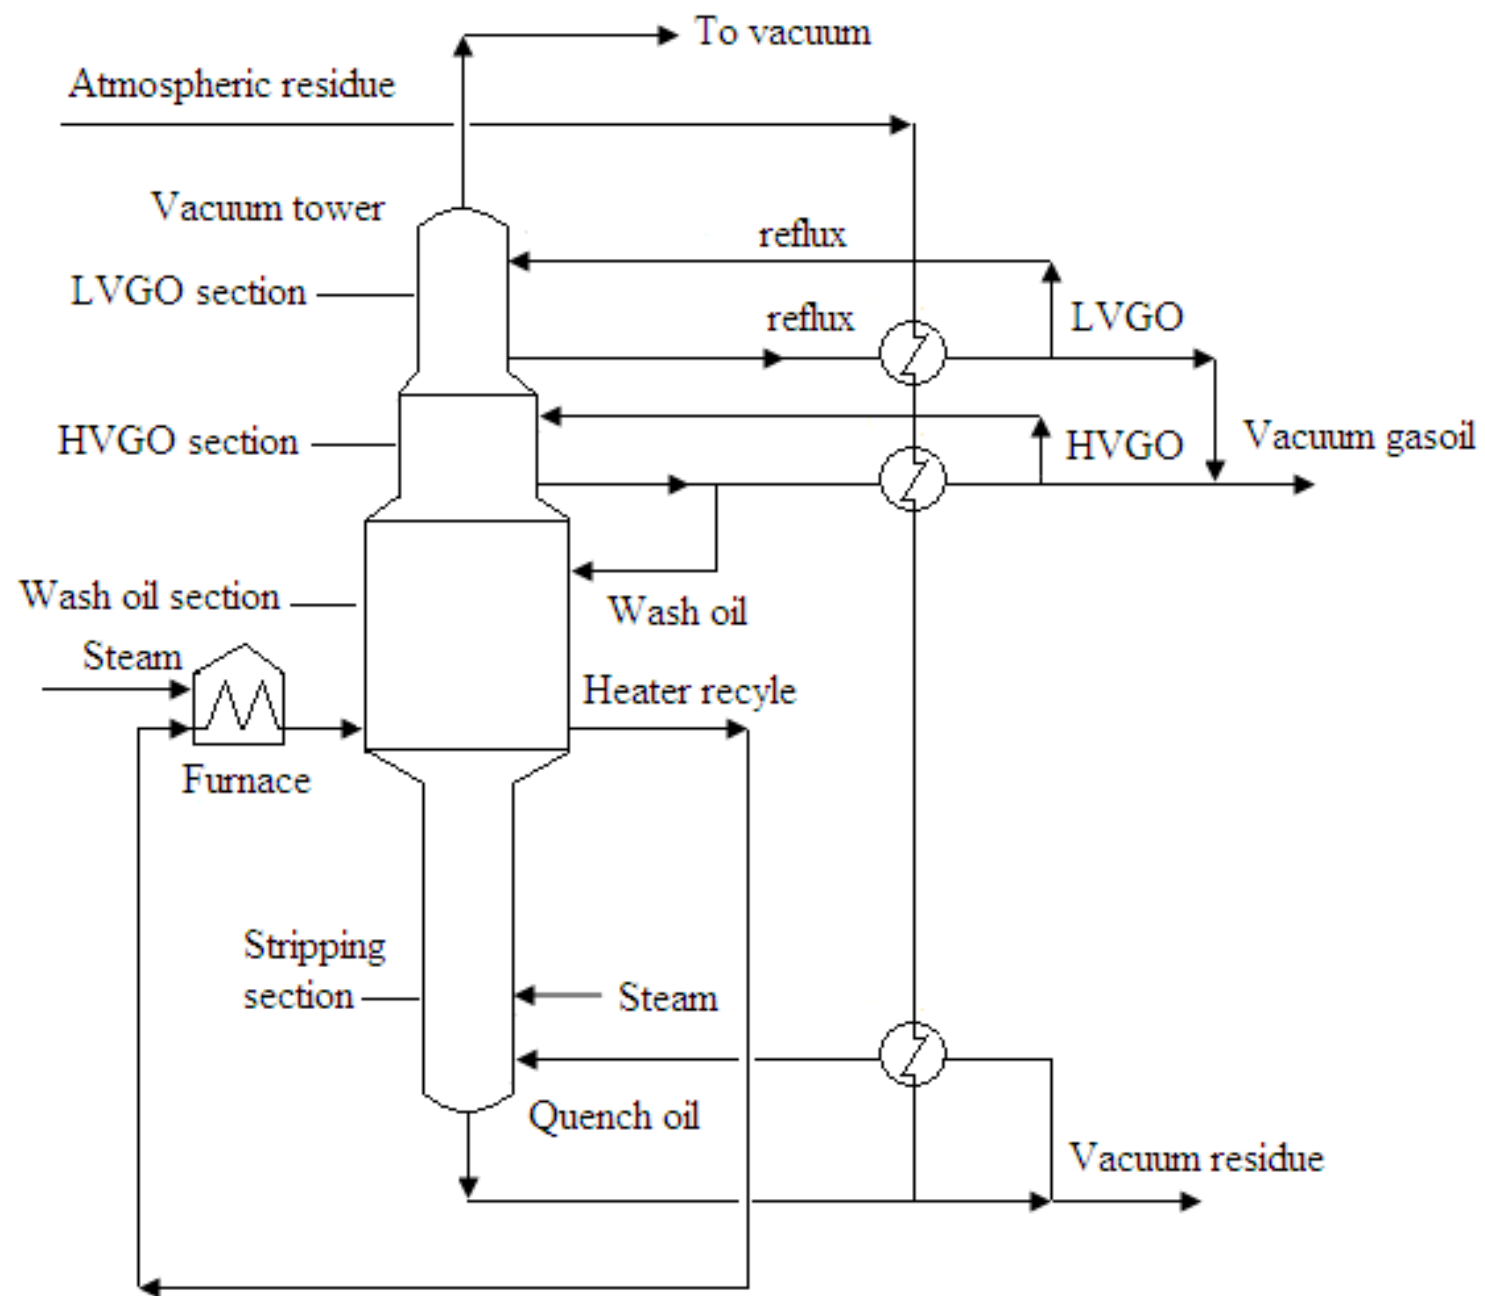 To vacuum
Atmospheric residue
Vacuum tower
reflux
LVGO section
reflux
LVGO
HVGO section
HVGO
Vacuum gasoil
Wash oil section
Wash oil
Steam
Heater recyle
Furnace
Stripping
section
Steam
Quench oil
Vacuum residue